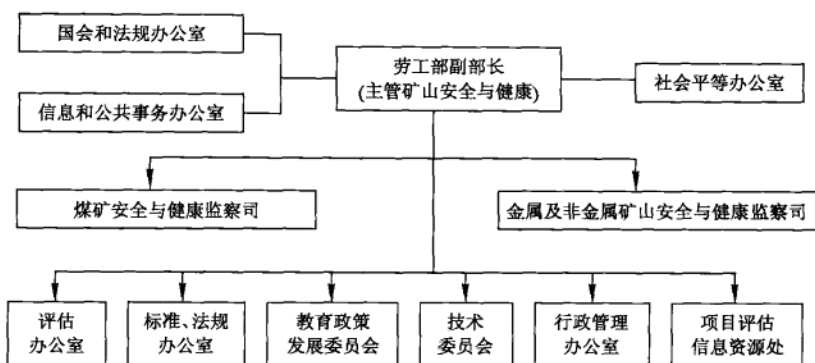 国会和法规办公室
劳工部副部长
(主管矿山安全与健康)
社会平等办公室
信息和公共事务办公室
煤矿安全与健康监察司
金属及非金属矿山安全与健康监察司
评估
办公室
标准、法规
办公室
教育政策
发展委员会
技术
委员会
行政管理
办公室
项目评估
信息资源处